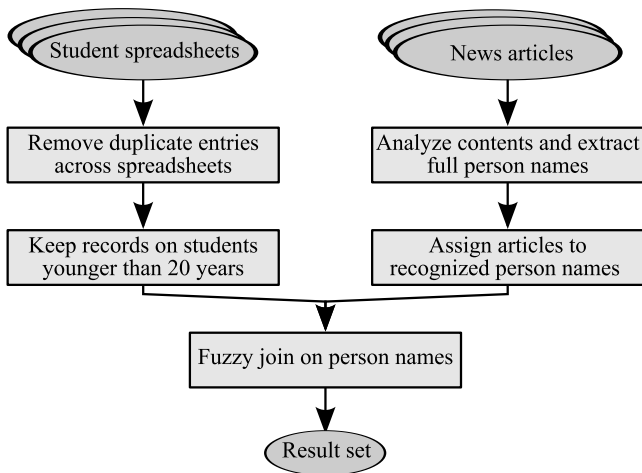 Student spreadsheets
News articles
Remove duplicate entries
across spreadsheets
Analyze contents and extract
full person names
Keep records on students
younger than 20 years
Assign articles to
recognized person names
Fuzzy join on person names
Result set